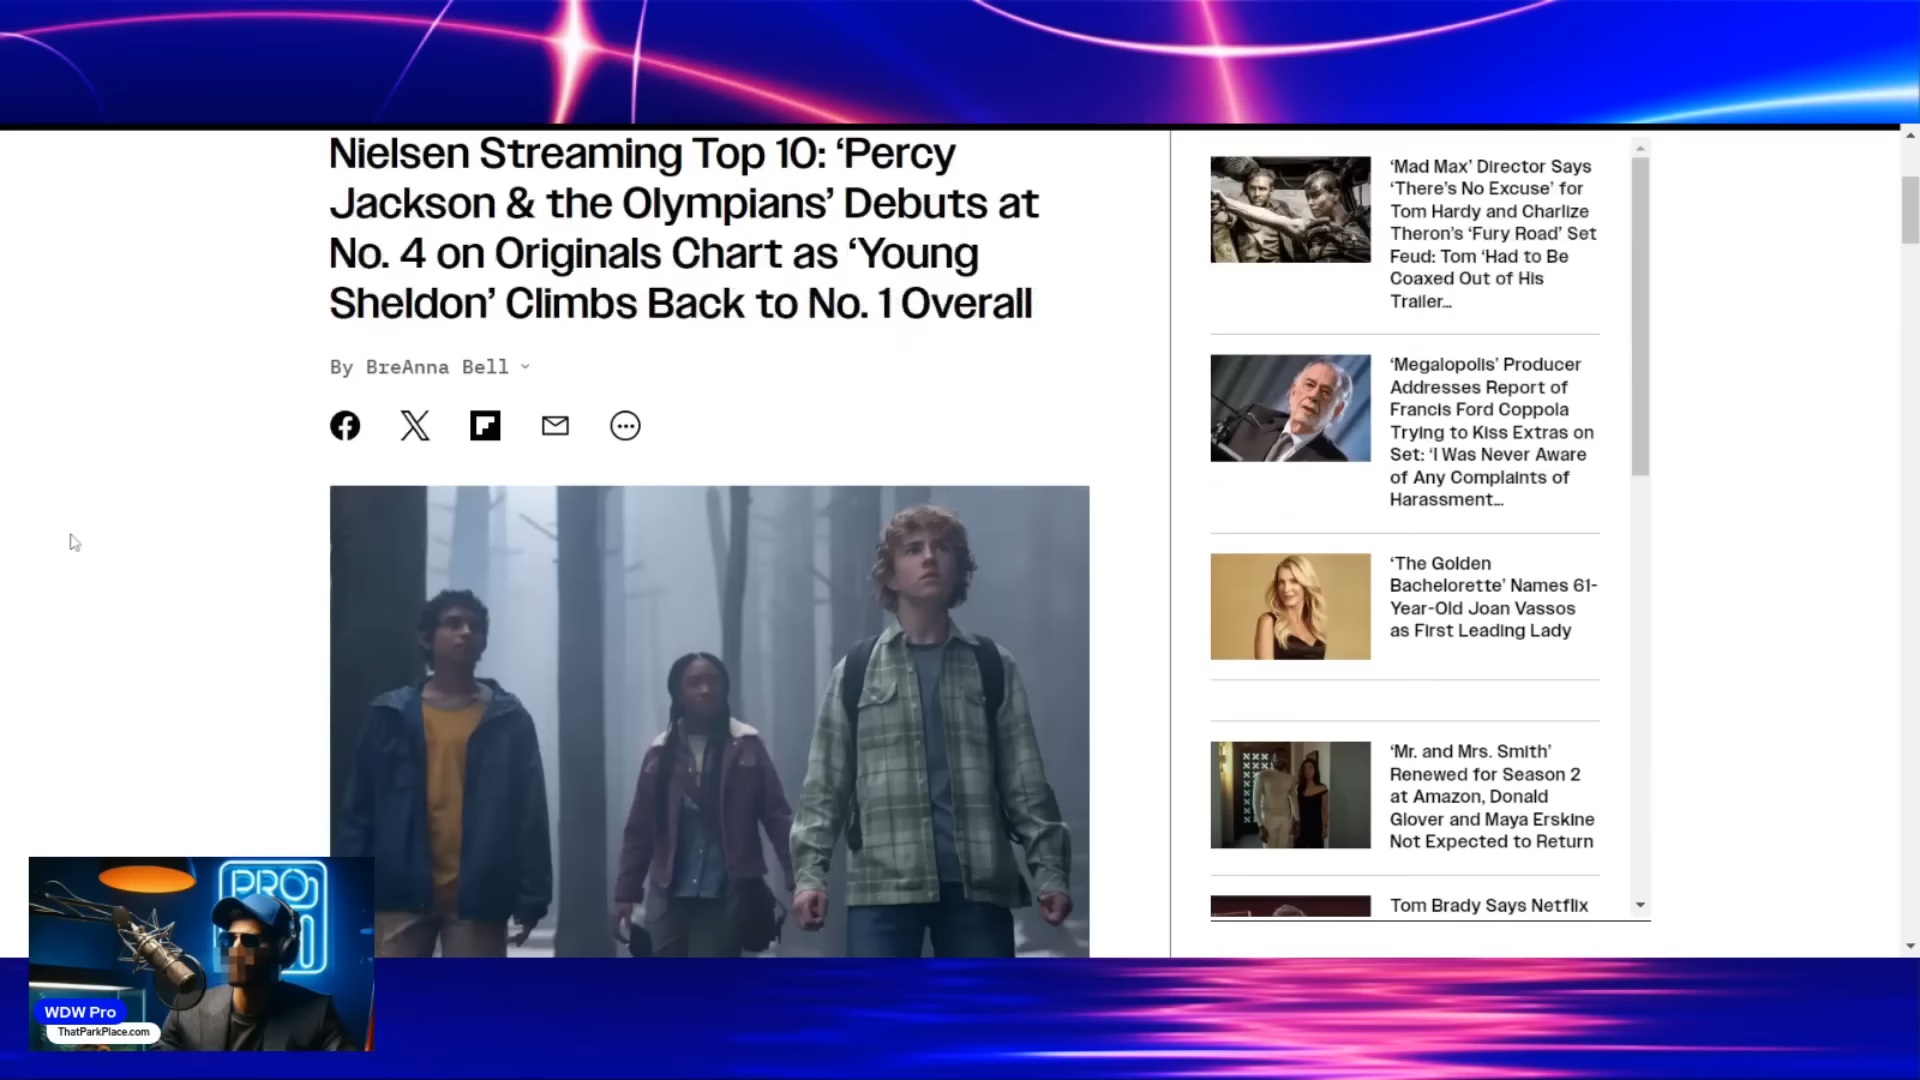 Nielsen Streaming Top 10: ‘Percy
Jackson & the Olympians’ Debuts at
No. 4 on Originals Chart as ‘Young
Sheldon’ Climbs Back to No. 1 Overall
By BreAnna Bell
‘Mad Max’ Director Says
‘There’s No Excuse’ for
Tom Hardy and Charlize
Theron’s ‘Fury Road’ Set
Feud: Tom ‘Had to Be
Coaxed Out of His
Trailer...
‘Megalopolis’ Producer
Addresses Report of
Francis Ford Coppola
Trying to Kiss Extras on
Set: ‘I Was Never Aware
of Any Complaints of
Harassment...
‘The Golden
Bachelorette’ Names 61-
Year-Old Joan Vassos
as First Leading Lady
‘Mr. and Mrs. Smith’
Renewed for Season 2
at Amazon, Donald
Glover and Maya Erskine
Not Expected to Return
Tom Brady Says Netflix
PRO
WDW Pro
ThatParkPlace.com